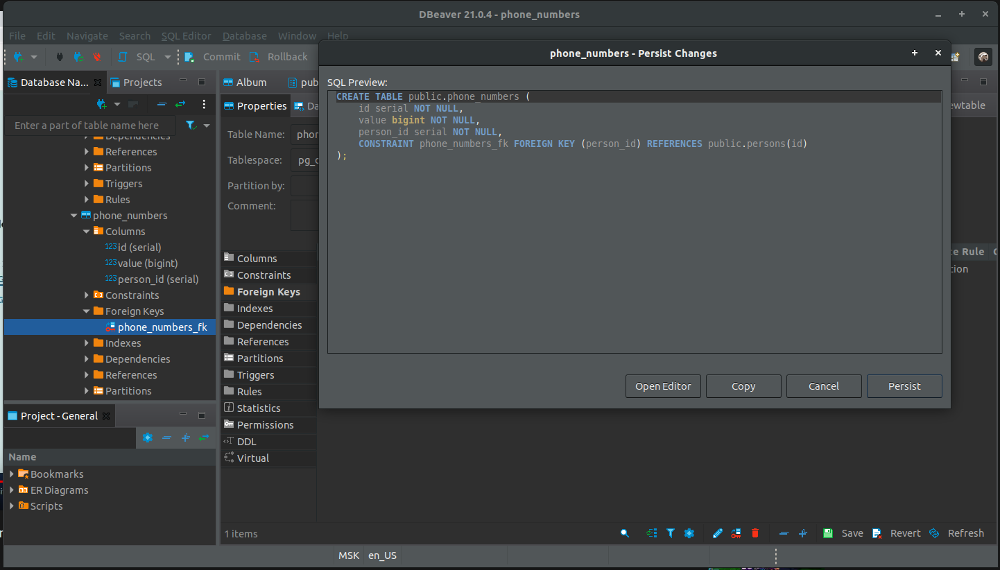 DBeaver 21.0.4 - phone_numbers
File Edit Navigate Search SQL Editor Database Window Help
SQL Commit Rollback
Database Na... Projects
Enter a part of table name here
Dependencies
References
Partitions
Triggers
Rules
phone_numbers
Columns
123 id (serial)
123 value (bigint)
123 person_id (serial)
Constraints
Foreign Keys
phone_numbers_fk
Indexes
Dependencies
References
Partitions
Project - General
Name
Bookmarks
ER Diagrams
Scripts
Album pub
Properties Da
Table Name: phon
Tablespace: pg_c
Partition by:
Comment:
Columns
Constraints
Foreign Keys
Indexes
Dependencies
References
Partitions
Triggers
Rules
Statistics
Permissions
DDL
Virtual
phone_numbers - Persist Changes
SQL Preview:
CREATE TABLE public.phone_numbers (
id serial NOT NULL,
value bigint NOT NULL,
person_id serial NOT NULL,
CONSTRAINT phone_numbers_fk FOREIGN KEY (person_id) REFERENCES public.persons(id)
);
Open Editor Copy Cancel Persist
ewtable
te Rule
tion
1 items
Save Revert Refresh
MSK en_US